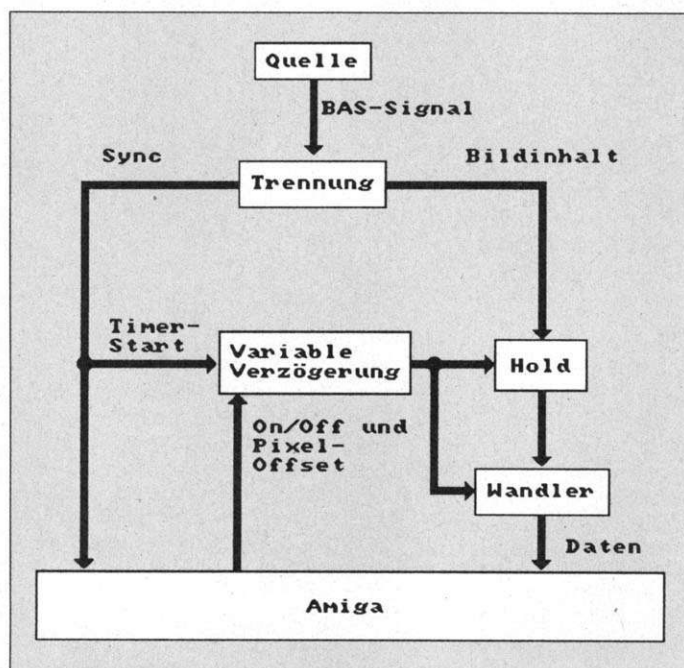 Quelle
BAS-Signal
Sync
Bildinhalt
Trennung
Timer-
Start
Variable
Verzögerung
Hold
On/Off und
Pixel-
Offset
Wandler
Daten
Amiga